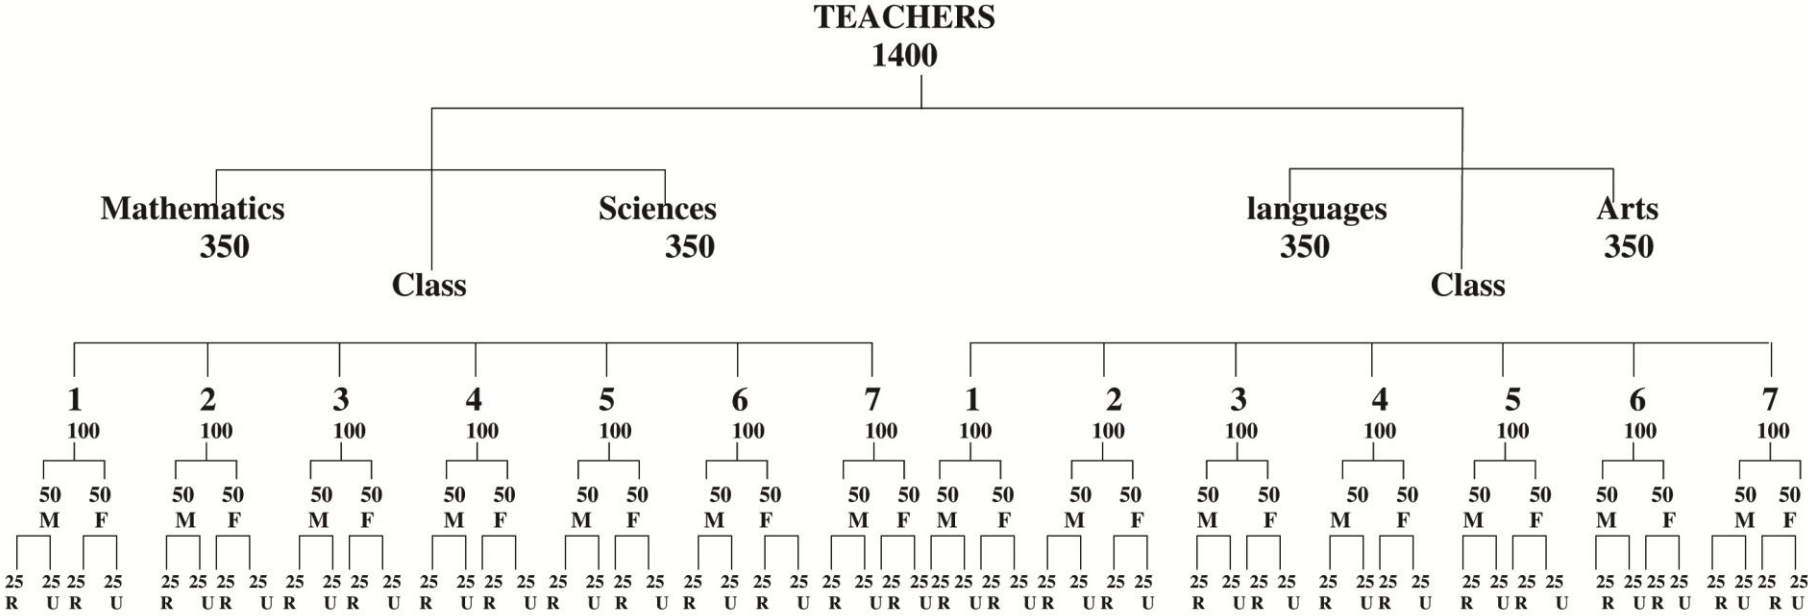 TEACHERS
1400
Mathematics Sciences languages Arts
350 350 350 350
Class Class
1 2 3 4 5 6 7 1 2 3 4 5 6 7
100 100 100 100 100 100 100 100 100 100 100 100 100 100
50 50 50 50 50 50 50 50 50 50 50 50 50 50 50 50 50 50 50 50 50 50 50 50 50 50 50 50
M F M F M F M F M F M F M F M F M F M F M F M F M F M F
25 25 25 25 25 25 25 25 25 25 25 25 25 25 25 25 25 25 25 25 25 25 25 25 25 25 25 25 25 25 25 25 25 25 25 25 25 25 25 25 25 25 25 25 25 25 25 25 25 25 25 25 25 25 25 25
R U R U R U R U R U R U R U R U R U R U R U R U R U R U R U R U R U R U R U R U R U R U R U R U R U R U R U R U